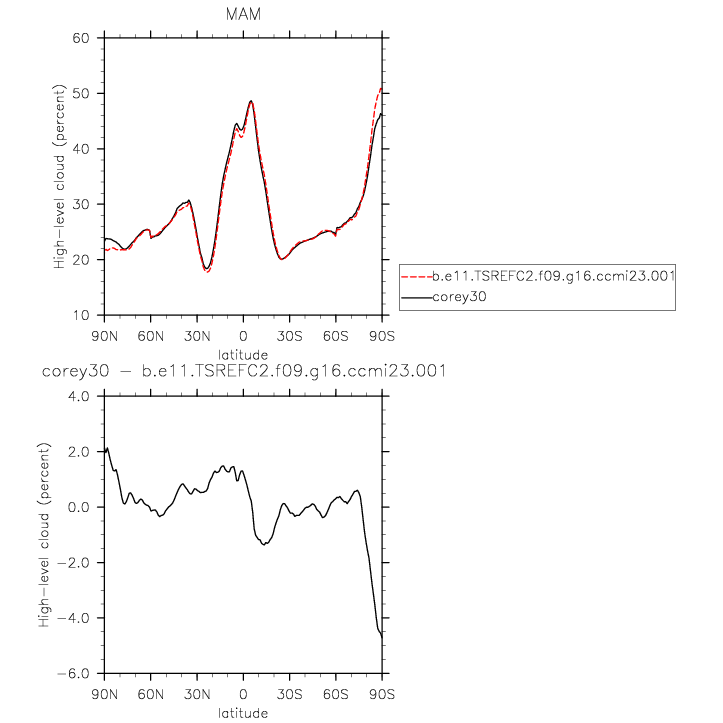 MAM
60
50
40
30
20
10
High-level cloud (percent)
90N 60N 30N 0 30S 60S 90S
latitude
b.e11.TSREFC2.f09.g16.ccmi23.001
corey30
corey30 - b.e11.TSREFC2.f09.g16.ccmi23.001
4.0
2.0
0.0
-2.0
-4.0
-6.0
High-level cloud (percent)
90N 60N 30N 0 30S 60S 90S
latitude